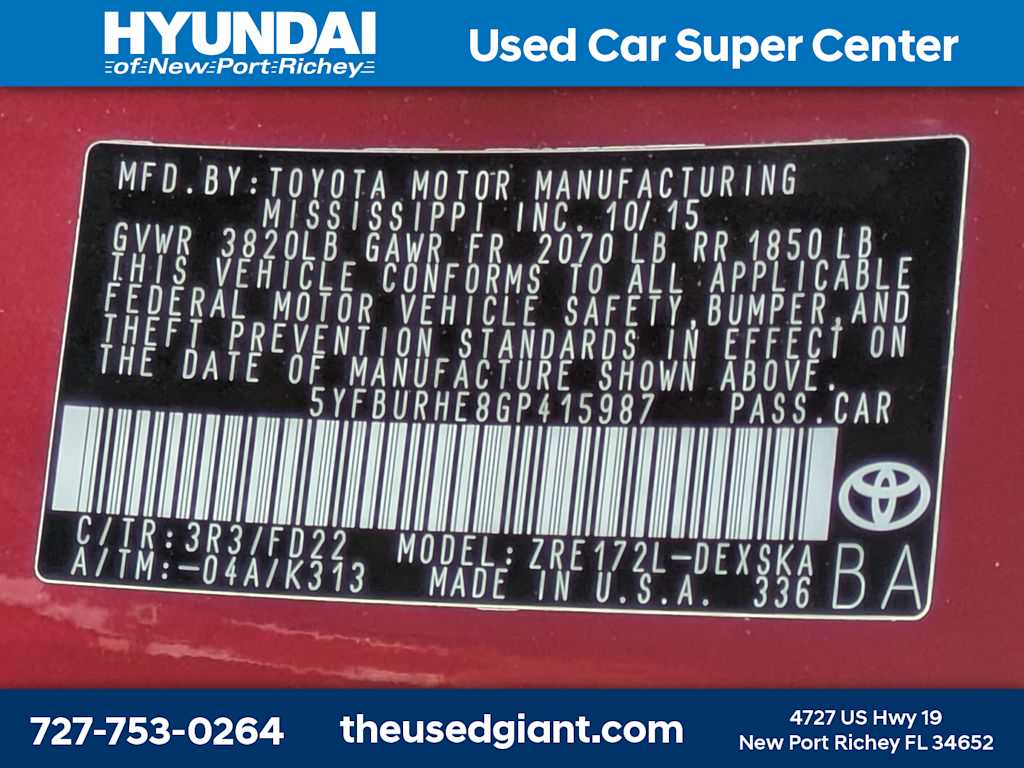 HYUNDAI
of New Port Richey
Used Car Super Center
MFD.BY:TOYOTA MOTOR MANUFACTURING
MISSISSIPPI INC. 10/15
GVWR 3820LB GAWR FR 2070 LB RR 1850LB
THIS VEHICLE CONFORMS TO ALL APPLICABLE
FEDERAL MOTOR VEHICLE SAFETY,BUMPER,AND
THEFT PREVENTION STANDARDS IN EFFECT ON
THE DATE OF MANUFACTURE SHOWN ABOVE.
5YFBURHE8GP415987 PASS.CAR
C/TR:3R3/FD22 MODEL:ZRE172L-DEXSKA
A/TM:-04A/K313 MADE IN U.S.A. 336
BA
727-753-0264
theusedgiant.com
4727 US Hwy 19
New Port Richey FL 34652